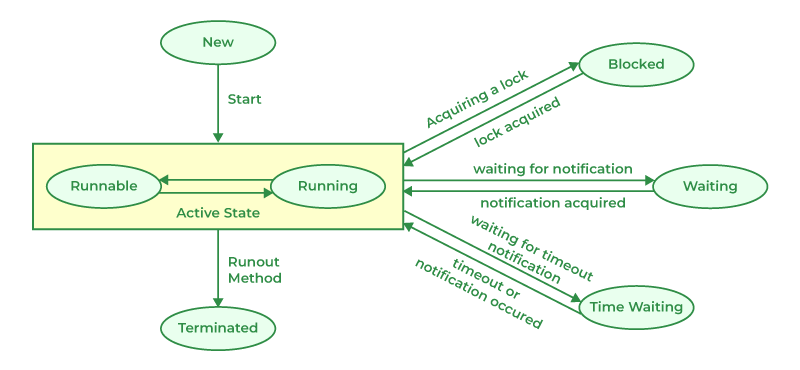 New
Start
Blocked
Acquiring a lock
lock acquired
Runnable
Running
Active State
waiting for notification
Waiting
notification acquired
waiting for timeout
notification
timeout or
notification occured
Time Waiting
Runout
Method
Terminated